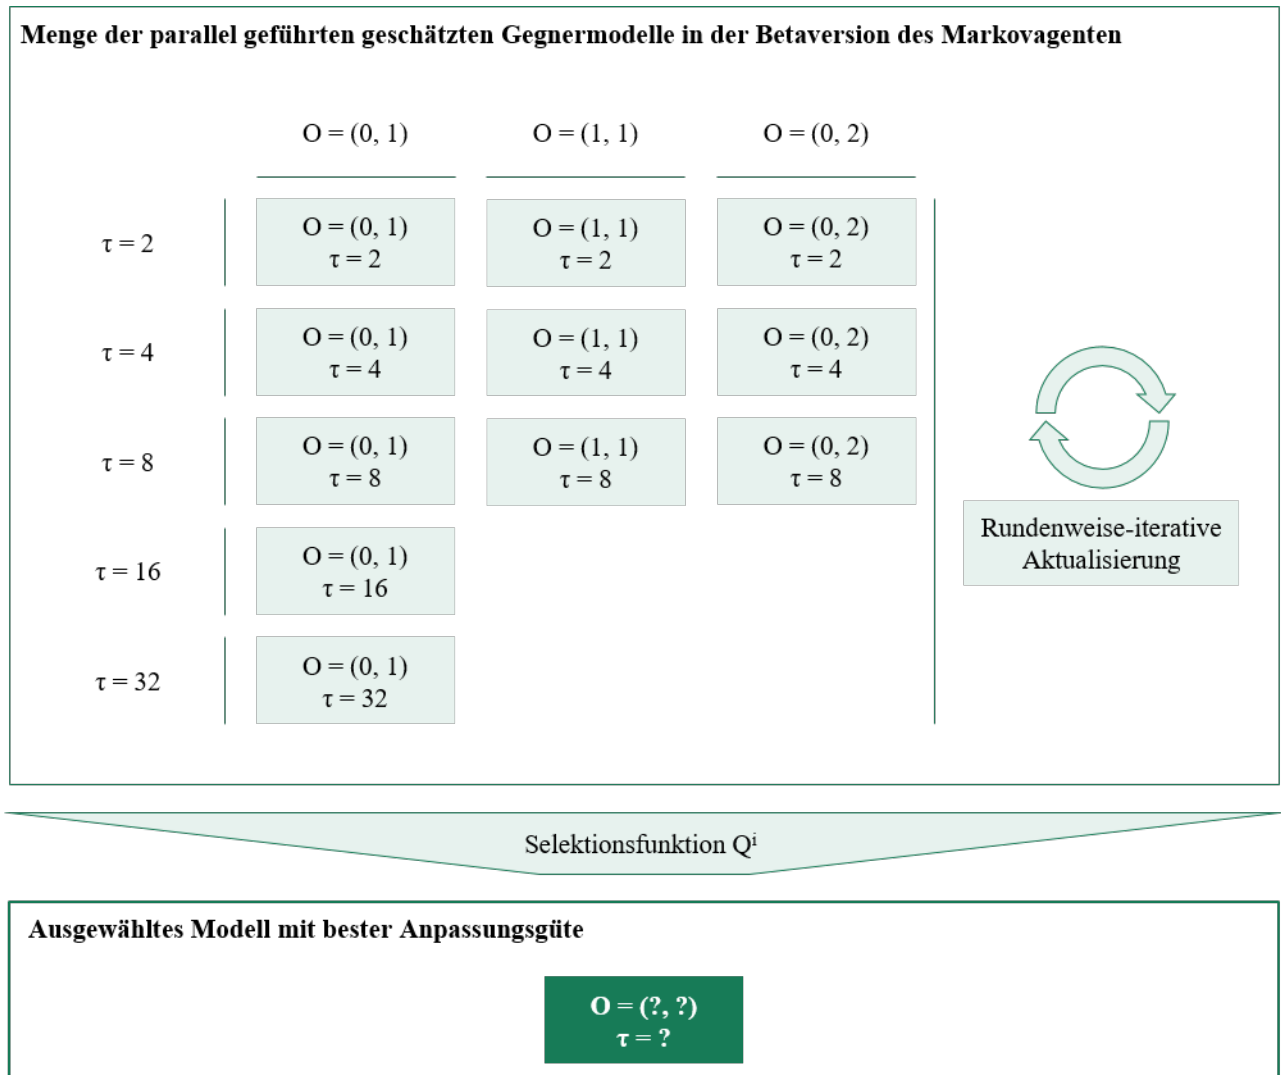 Menge der parallel geführten geschätzten Gegnermodelle in der Betaversion des Markovagenten
O = (0, 1)
O = (1, 1)
O = (0, 2)
τ = 2
O = (0, 1)
τ = 2
O = (1, 1)
τ = 2
O = (0, 2)
τ = 2
τ = 4
O = (0, 1)
τ = 4
O = (1, 1)
τ = 4
O = (0, 2)
τ = 4
τ = 8
O = (0, 1)
τ = 8
O = (1, 1)
τ = 8
O = (0, 2)
τ = 8
τ = 16
O = (0, 1)
τ = 16
τ = 32
O = (0, 1)
τ = 32
Rundenweise-iterative
Aktualisierung
Selektionsfunktion Qⁱ
Ausgewähltes Modell mit bester Anpassungsgüte
O = (?, ?)
τ = ?